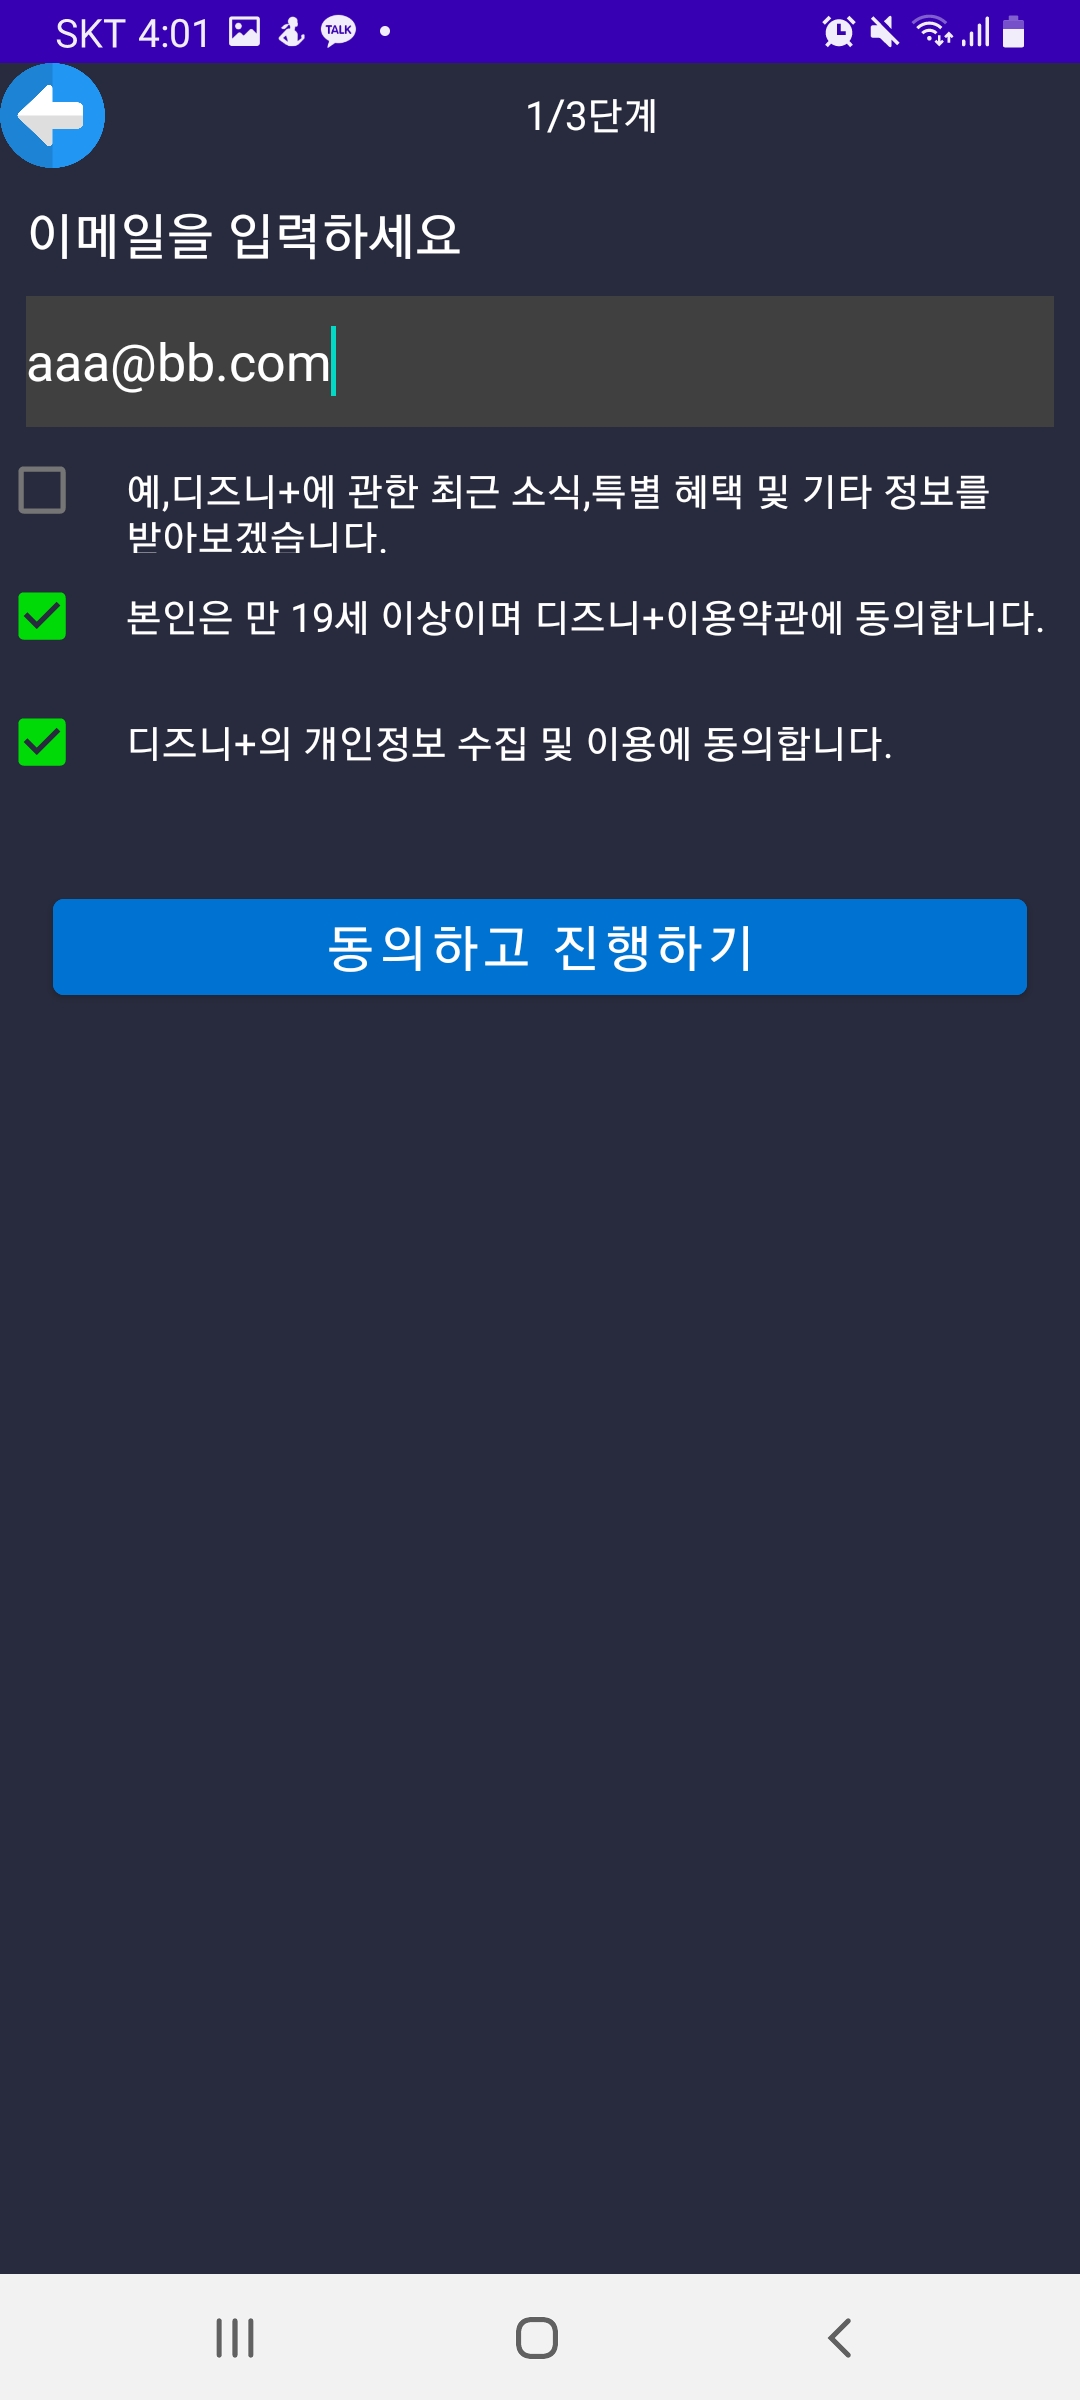 SKT 4:01
TALK
1/3단계
이메일을 입력하세요
aaa@bb.com
예,디즈니+에 관한 최근 소식,특별 혜택 및 기타 정보를
받아보겠습니다.
본인은 만 19세 이상이며 디즈니+이용약관에 동의합니다.
디즈니+의 개인정보 수집 및 이용에 동의합니다.
동의하고 진행하기